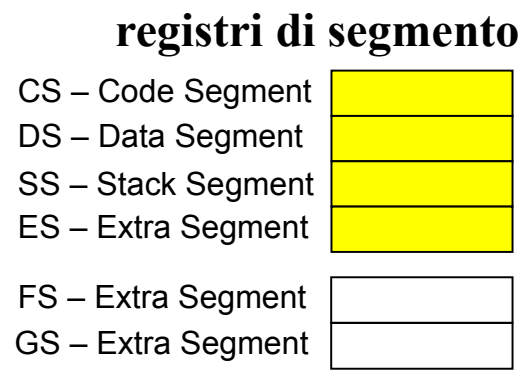 registri di segmento
CS – Code Segment
DS – Data Segment
SS – Stack Segment
ES – Extra Segment
FS – Extra Segment
GS – Extra Segment